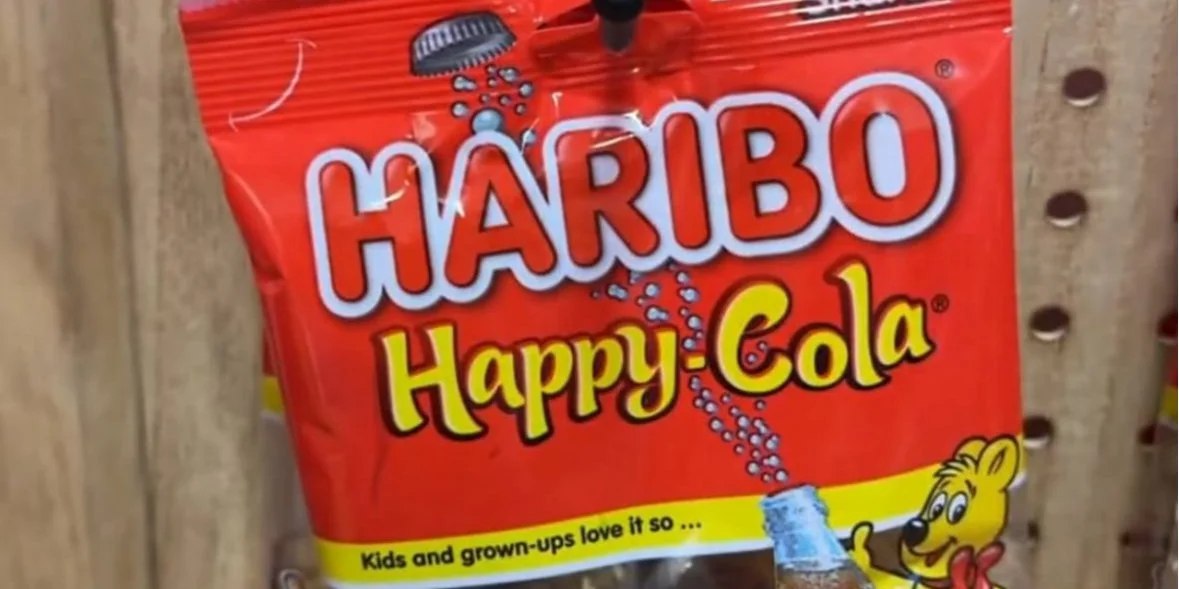 HARIBO®
Happy-Cola®
Kids and grown-ups love it so ...